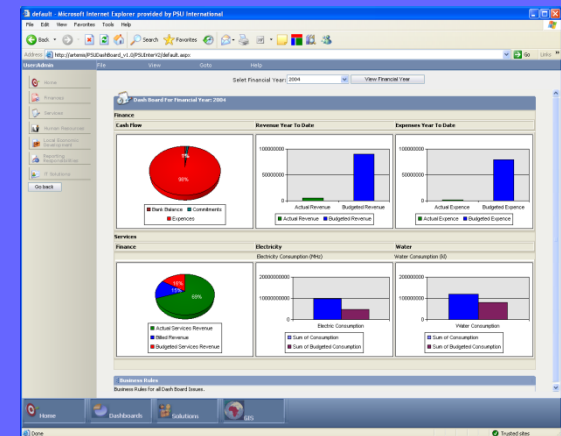 default - Microsoft Internet Explorer provided by PSU International
File Edit View Favorites Tools Help
Back Search Favorites
Address http://artemis/PSUDashBoard_v1.0/PSUEnterV2/default.aspx Go Links
User:Admin File View Goto Help
Select Financial Year: 2004 View Financial Year
Home
Finances
Services
Human Resources
Local Economic
Development
Reporting
Responsibilities
IT Solutions
Go back
Dash Board For Financial Year: 2004
Finance
Cash Flow Revenue Year To Date Expenses Year To Date
1%
98%
Bank Balance Commitments
Expences
100000000
50000000
0
Actual Revenue Budgeted Revenue
Actual Revenue Budgeted Revenue
100000000
50000000
0
Actual Expence Budgeted Expence
Actual Expence Budgeted Expence
Services
Finance Electricity Water
Electricity Consumption (MHz) Water Consumption (Kl)
16%
15%
69%
Actual Services Revenue
Billed Revenue
Budgeted Services Revenue
2000000000
1000000000
0
Electric Consumption
Sum of Consumption
Sum of Budgeted Consumption
2000000000
1000000000
0
Water Consumption
Sum of Consumption
Sum of Budgeted Consumption
Business Rules
Business Rules for all Dash Board Issues.
Home Dashboards Solutions GIS
Done Trusted sites